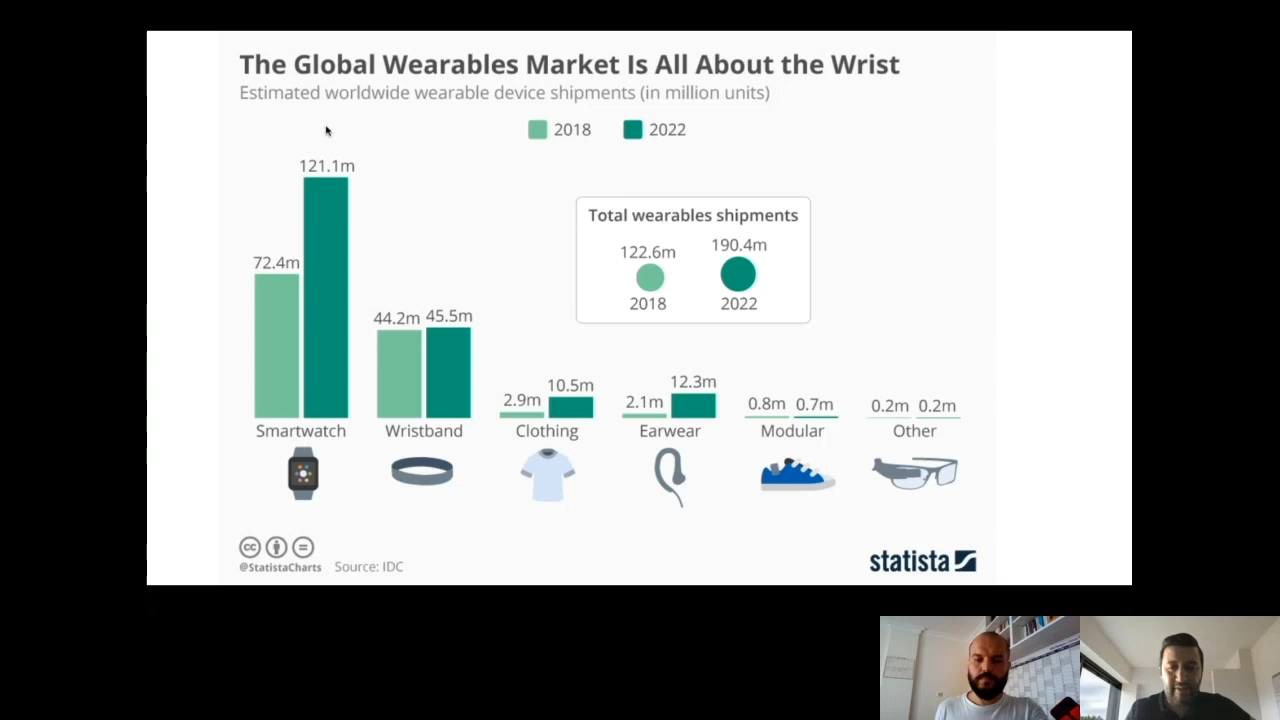 The Global Wearables Market Is All About the Wrist
Estimated worldwide wearable device shipments (in million units)
2018 2022
121.1m
72.4m
44.2m 45.5m
2.9m 10.5m
2.1m 12.3m
0.8m 0.7m
0.2m 0.2m
Total wearables shipments
122.6m 190.4m
2018 2022
Smartwatch Wristband Clothing Earwear Modular Other
cc
@StatistaCharts Source: IDC
statista